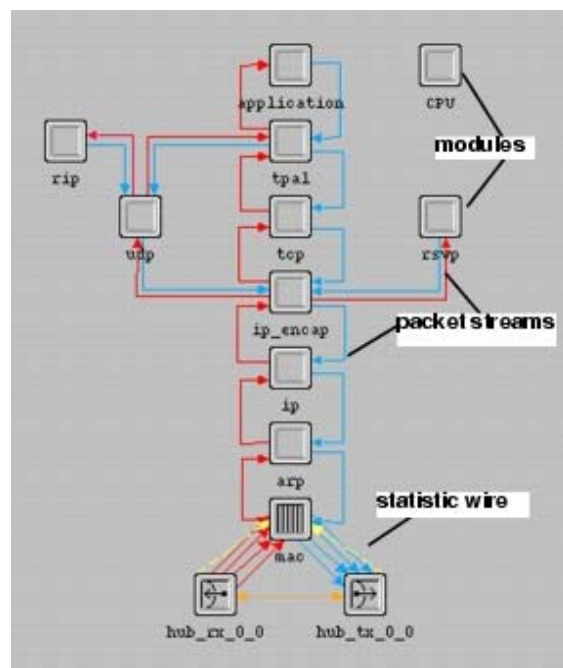 application
CPU
modules
rip
tpal
udp
tcp
rsvp
ip_encap
packet streams
ip
arp
statistic wire
mac
hub_rx_0_0
hub_tx_0_0